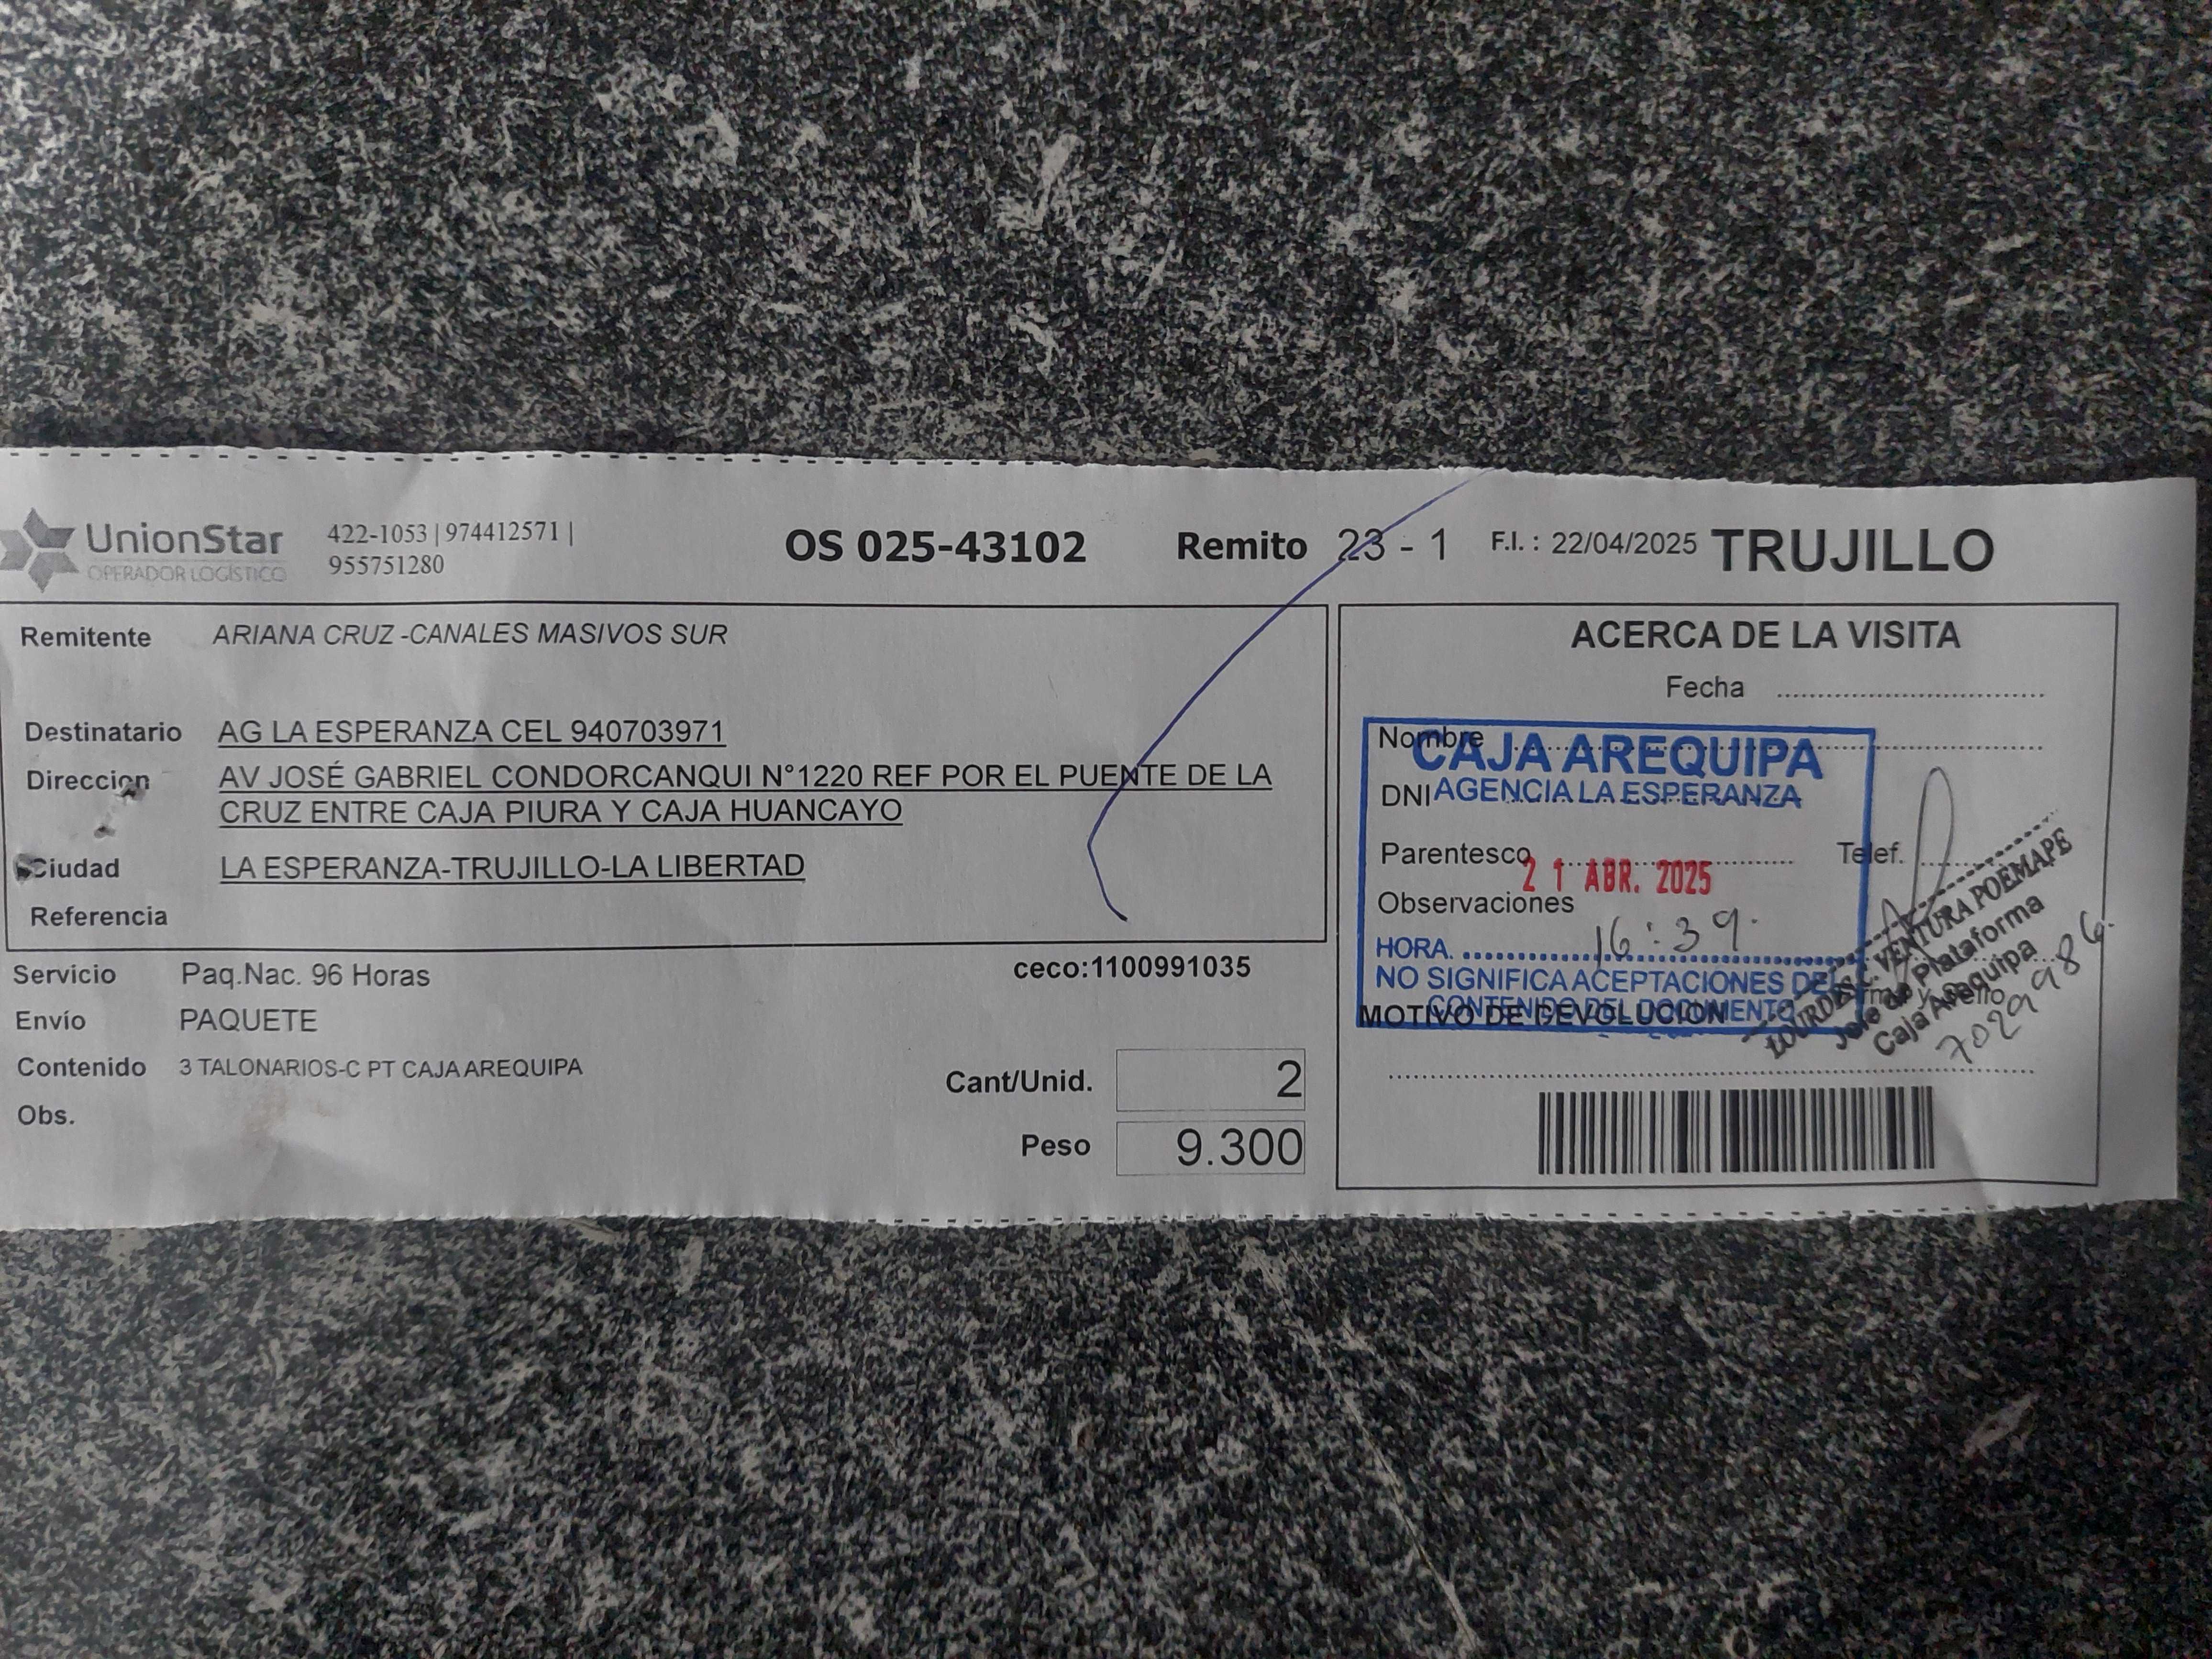 UnionStar
OPERADOR LOGÍSTICO
422-1053 | 974412571 |
955751280
OS 025-43102
Remito 23 - 1
F.I. : 22/04/2025
TRUJILLO
Remitente ARIANA CRUZ -CANALES MASIVOS SUR
Destinatario AG LA ESPERANZA CEL 940703971
Direccion AV JOSÉ GABRIEL CONDORCANQUI N°1220 REF POR EL PUENTE DE LA
CRUZ ENTRE CAJA PIURA Y CAJA HUANCAYO
Ciudad LA ESPERANZA-TRUJILLO-LA LIBERTAD
Referencia
Servicio Paq.Nac. 96 Horas
ceco:1100991035
Envío PAQUETE
Contenido 3 TALONARIOS-C PT CAJA AREQUIPA
Obs.
Cant/Unid. 2
Peso 9.300
ACERCA DE LA VISITA
Fecha
Nombre
CAJA AREQUIPA
DNI
AGENCIA LA ESPERANZA
Parentesco
Telef.
21 ABR. 2025
Observaciones
HORA. 16:39.
NO SIGNIFICA ACEPTACIONES DEL
CONTENIDO DEL DOCUMENTO
MOTIVO DE DEVOLUCION
LOURDES C. VENTURA POEMAPE
Jefe de Plataforma
Caja Arequipa